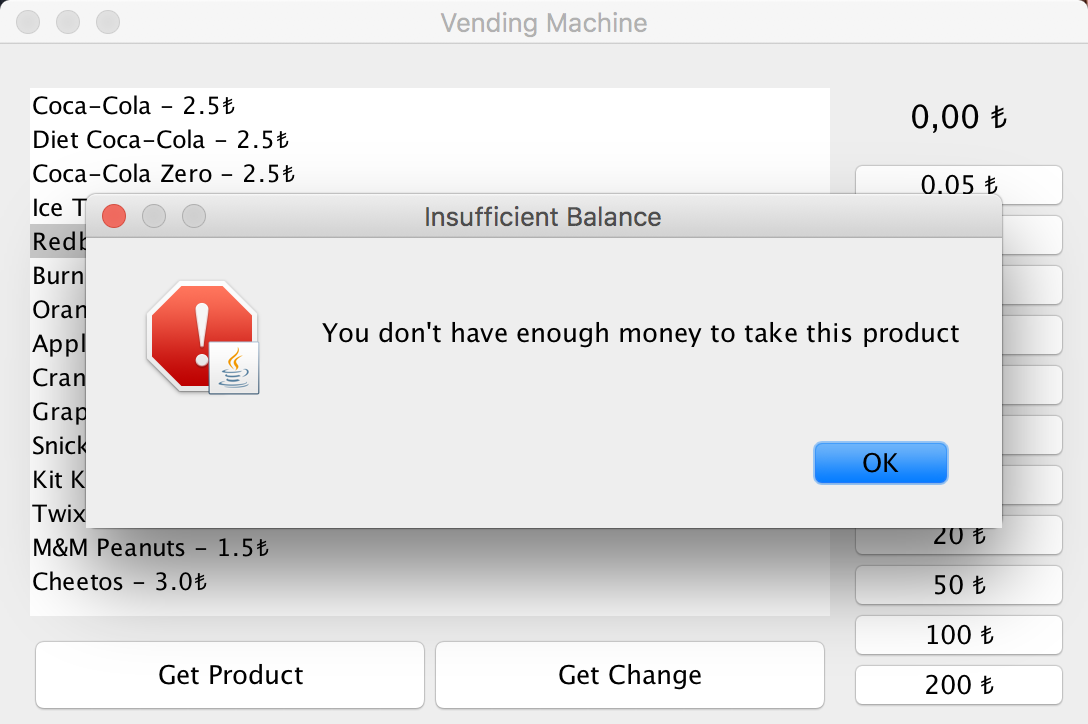 Vending Machine
Coca-Cola - 2.5₺
Diet Coca-Cola - 2.5₺
Coca-Cola Zero - 2.5₺
Ice T
Redb
Burn
Oran
Appl
Cran
Grap
Snick
Kit K
Twix
M&M Peanuts - 1.5₺
Cheetos - 3.0₺
0,00 ₺
0.05 ₺
20 ₺
50 ₺
100 ₺
200 ₺
Insufficient Balance
You don't have enough money to take this product
OK
Get Product
Get Change